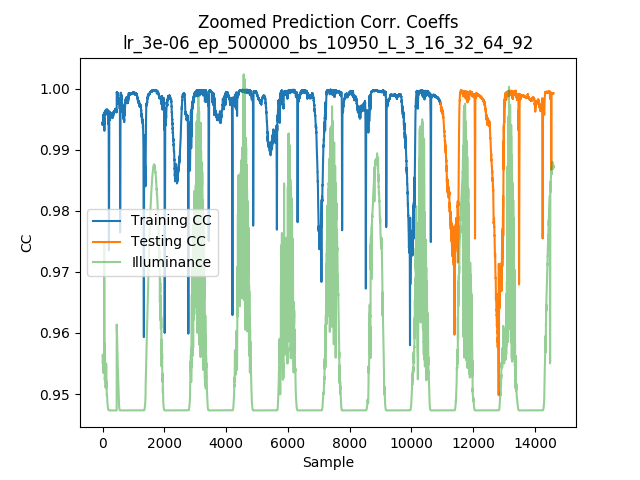 Zoomed Prediction Corr. Coeffs
lr_3e-06_ep_500000_bs_10950_L_3_16_32_64_92
1.00
0.99
0.98
0.97
0.96
0.95
CC
Training CC
Testing CC
Illuminance
0 2000 4000 6000 8000 10000 12000 14000
Sample